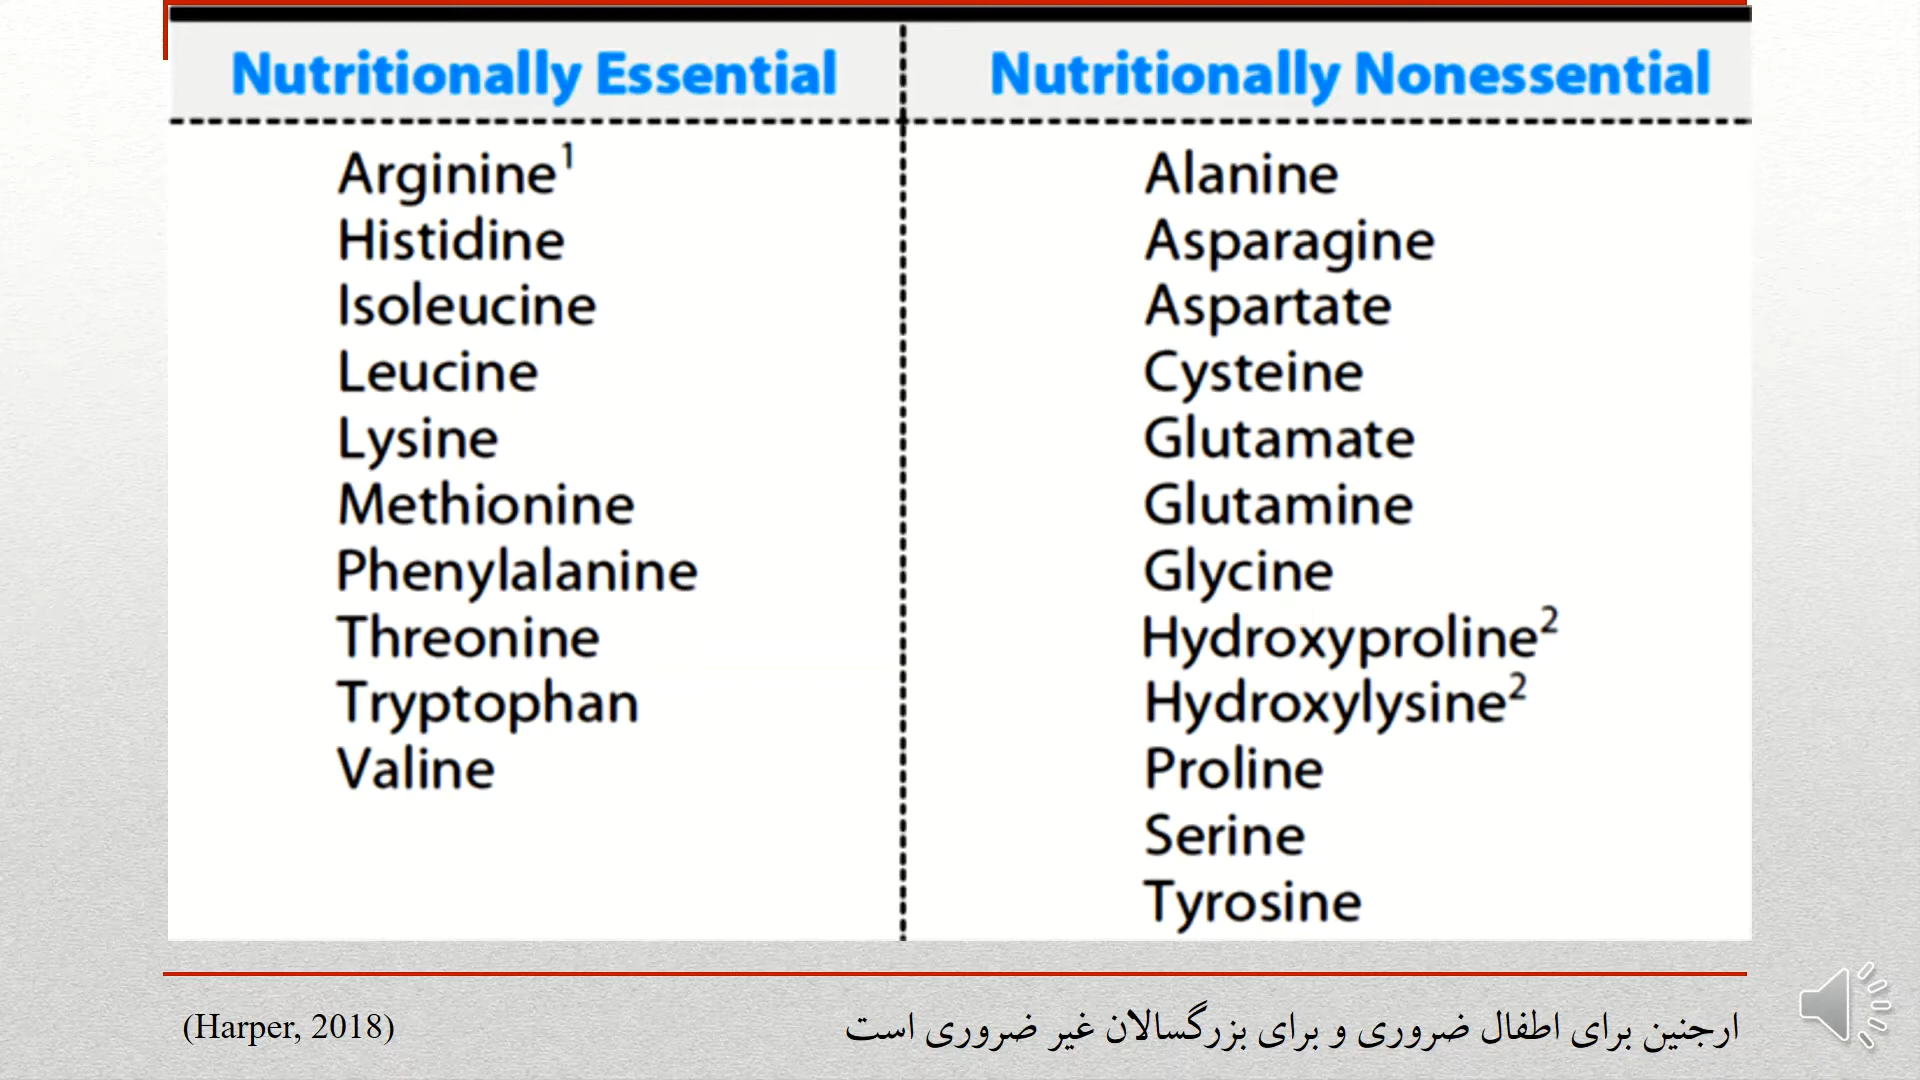 Nutritionally Essential
Nutritionally Nonessential
Arginine¹
Histidine
Isoleucine
Leucine
Lysine
Methionine
Phenylalanine
Threonine
Tryptophan
Valine
Alanine
Asparagine
Aspartate
Cysteine
Glutamate
Glutamine
Glycine
Hydroxyproline²
Hydroxylysine²
Proline
Serine
Tyrosine
(Harper, 2018)
ارجنین برای اطفال ضروری و برای بزرگسالان غیر ضروری است